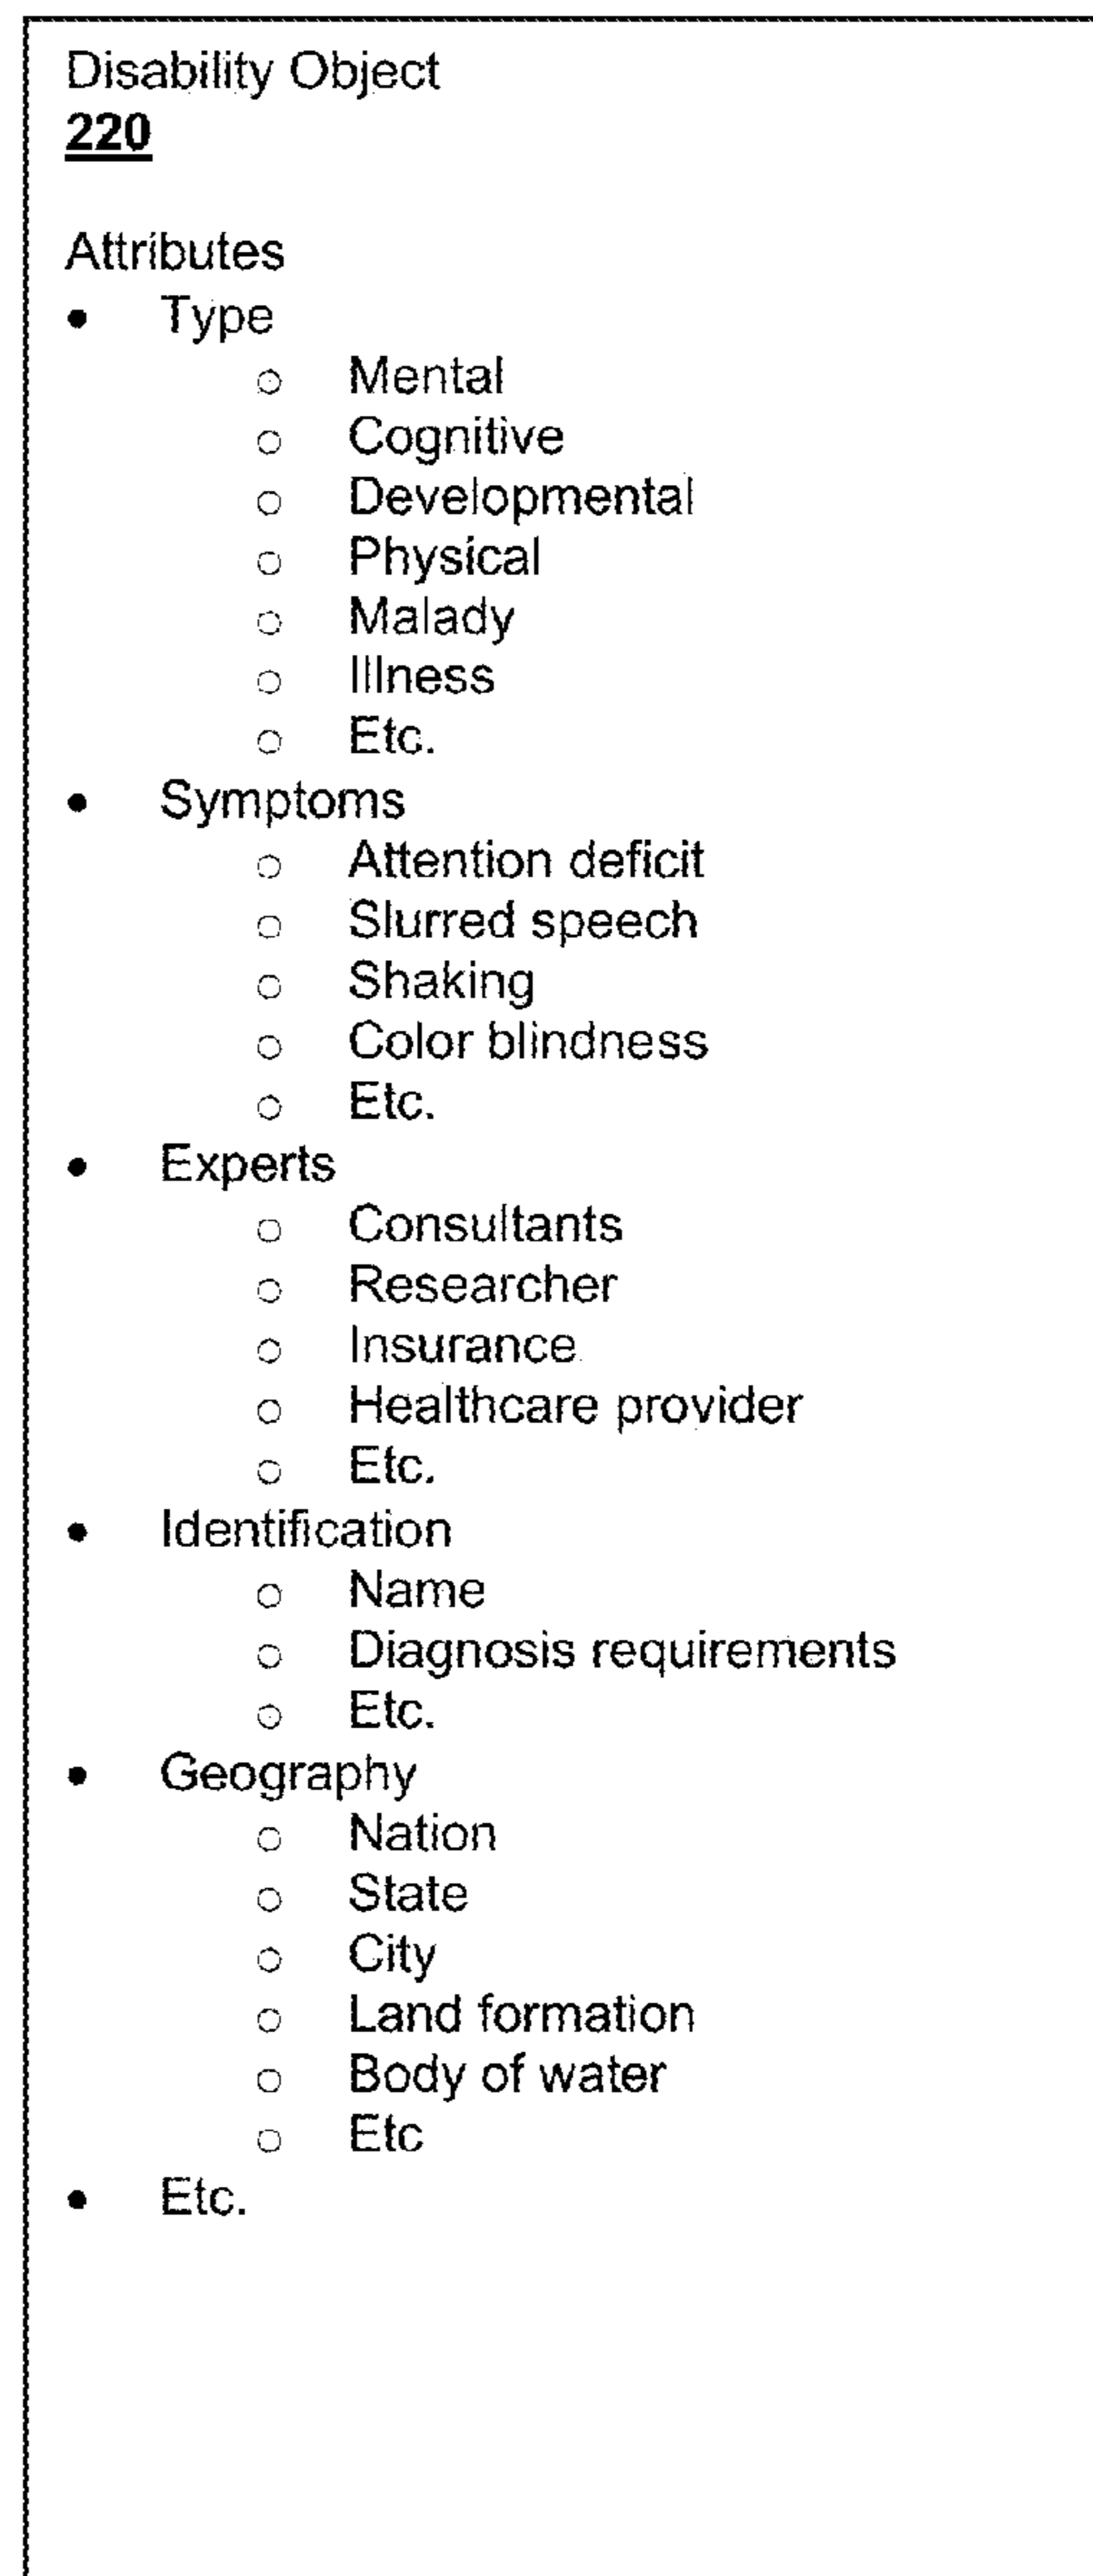 Disability Object
220
Attributes
• Type
○ Mental
○ Cognitive
○ Developmental
○ Physical
○ Malady
○ Illness
○ Etc.
• Symptoms
○ Attention deficit
○ Slurred speech
○ Shaking
○ Color blindness
○ Etc.
• Experts
○ Consultants
○ Researcher
○ Insurance
○ Healthcare provider
○ Etc.
• Identification
○ Name
○ Diagnosis requirements
○ Etc.
• Geography
○ Nation
○ State
○ City
○ Land formation
○ Body of water
○ Etc
• Etc.